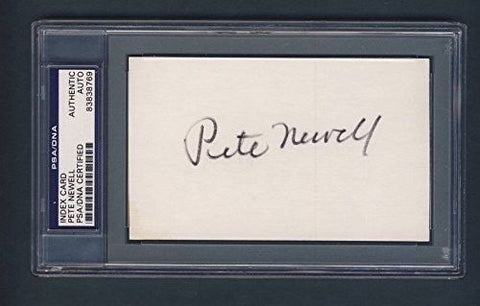 PSA/DNA
INDEX CARD
PETE NEWELL
PSA/DNA CERTIFIED
AUTHENTIC
AUTO
83838769
Pete Newell